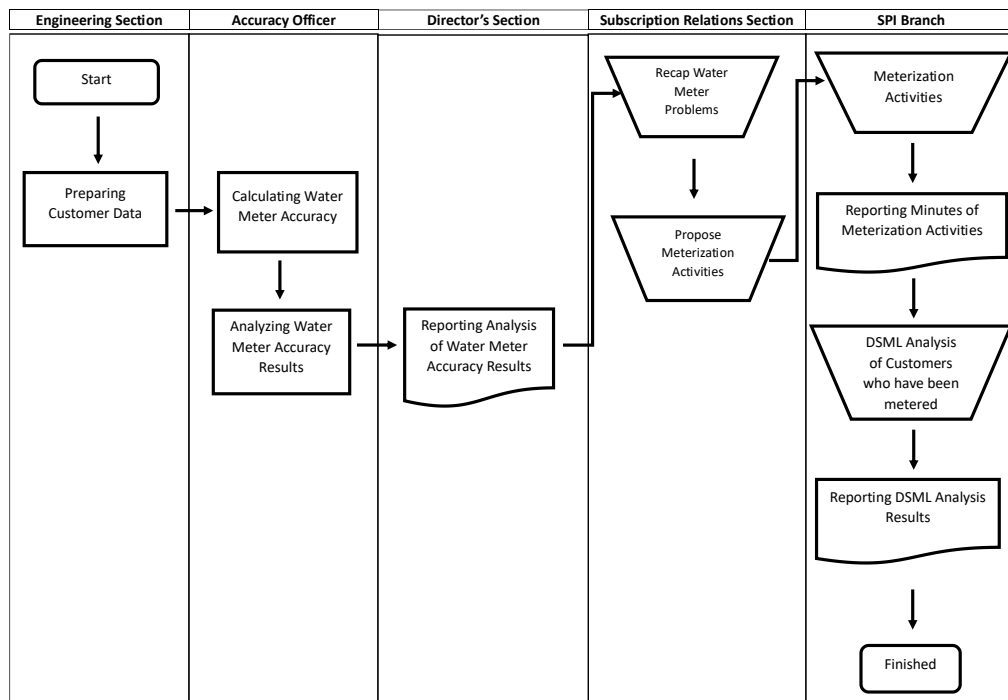 Engineering Section
Accuracy Officer
Director’s Section
Subscription Relations Section
SPI Branch
Start
Preparing
Customer Data
Calculating Water
Meter Accuracy
Analyzing Water
Meter Accuracy
Results
Reporting Analysis
of Water Meter
Accuracy Results
Recap Water
Meter
Problems
Propose
Meterization
Activities
Meterization
Activities
Reporting Minutes of
Meterization Activities
DSML Analysis
of Customers
who have been
metered
Reporting DSML Analysis
Results
Finished